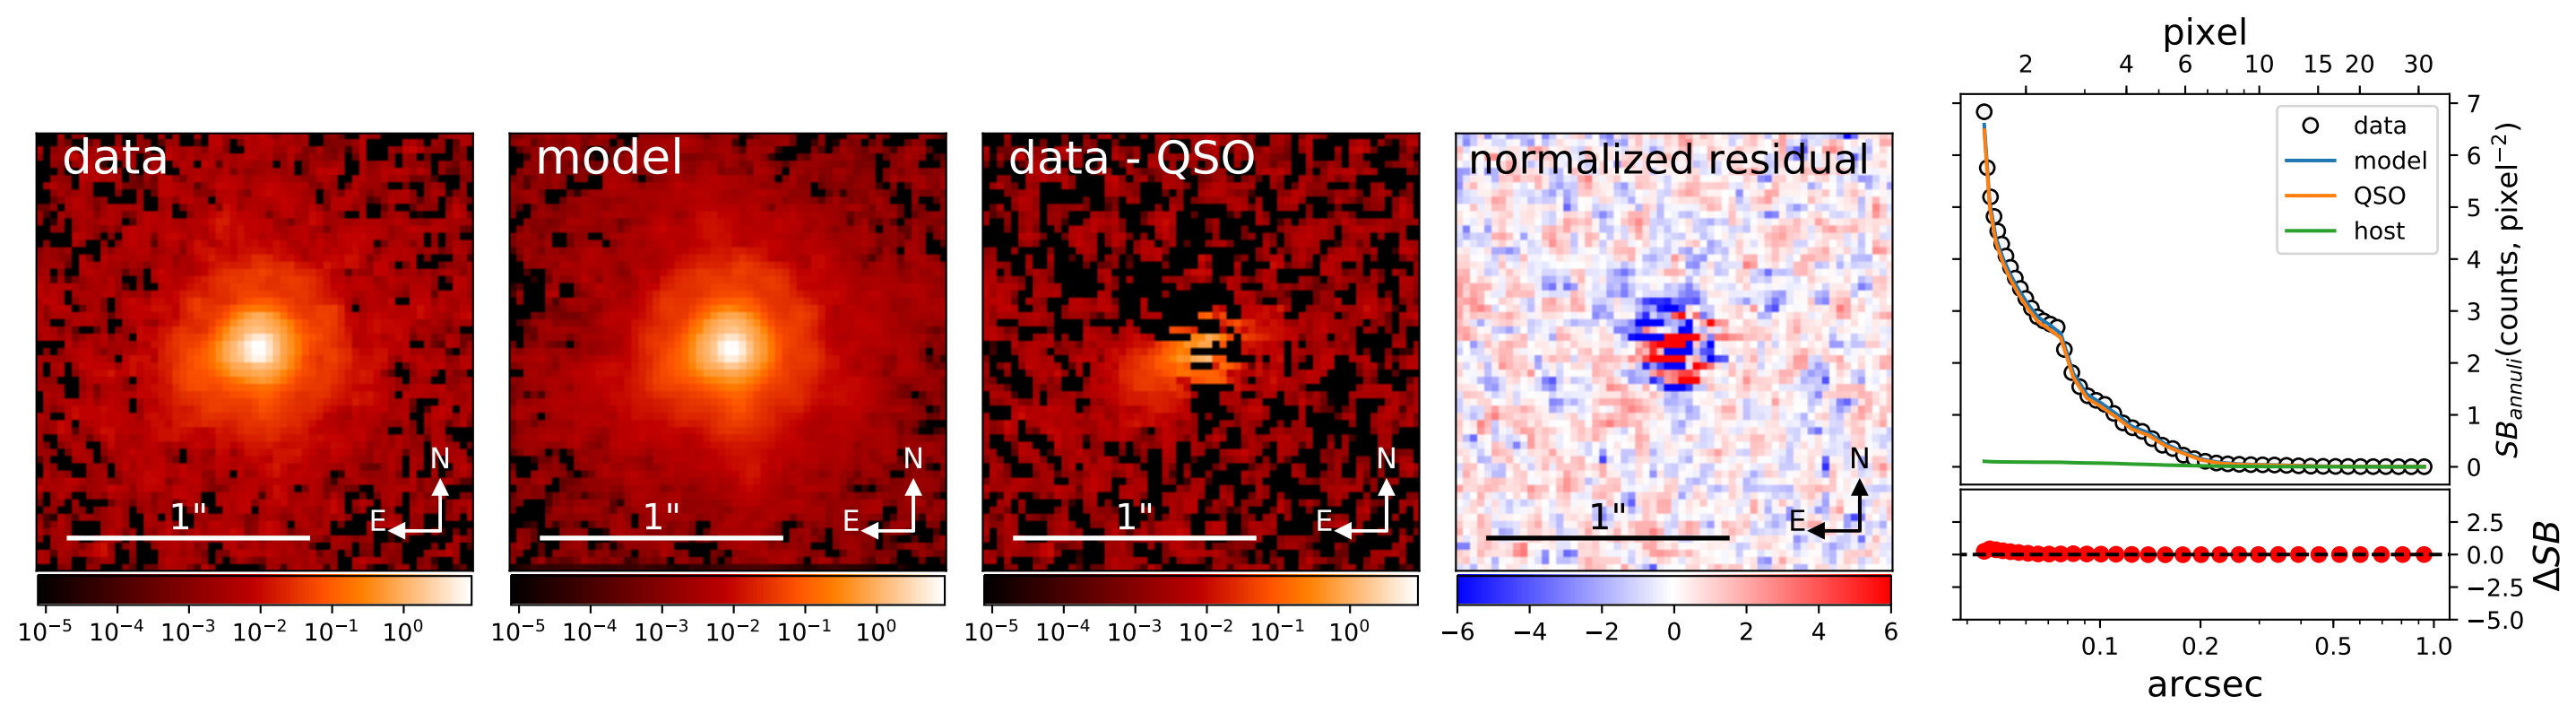 data
N
E
1"
10⁻⁵ 10⁻⁴ 10⁻³ 10⁻² 10⁻¹ 10⁰
model
N
E
1"
10⁻⁵ 10⁻⁴ 10⁻³ 10⁻² 10⁻¹ 10⁰
data - QSO
N
E
1"
10⁻⁵ 10⁻⁴ 10⁻³ 10⁻² 10⁻¹ 10⁰
normalized residual
N
E
1"
−6 −4 −2 0 2 4 6
pixel
2 4 6 10 15 20 30
data
model
QSO
host
7
6
5
4
3
2
1
0
SB_annuli(counts, pixel⁻²)
2.5
0.0
−2.5
−5.0
ΔSB
0.1 0.2 0.5 1.0
arcsec